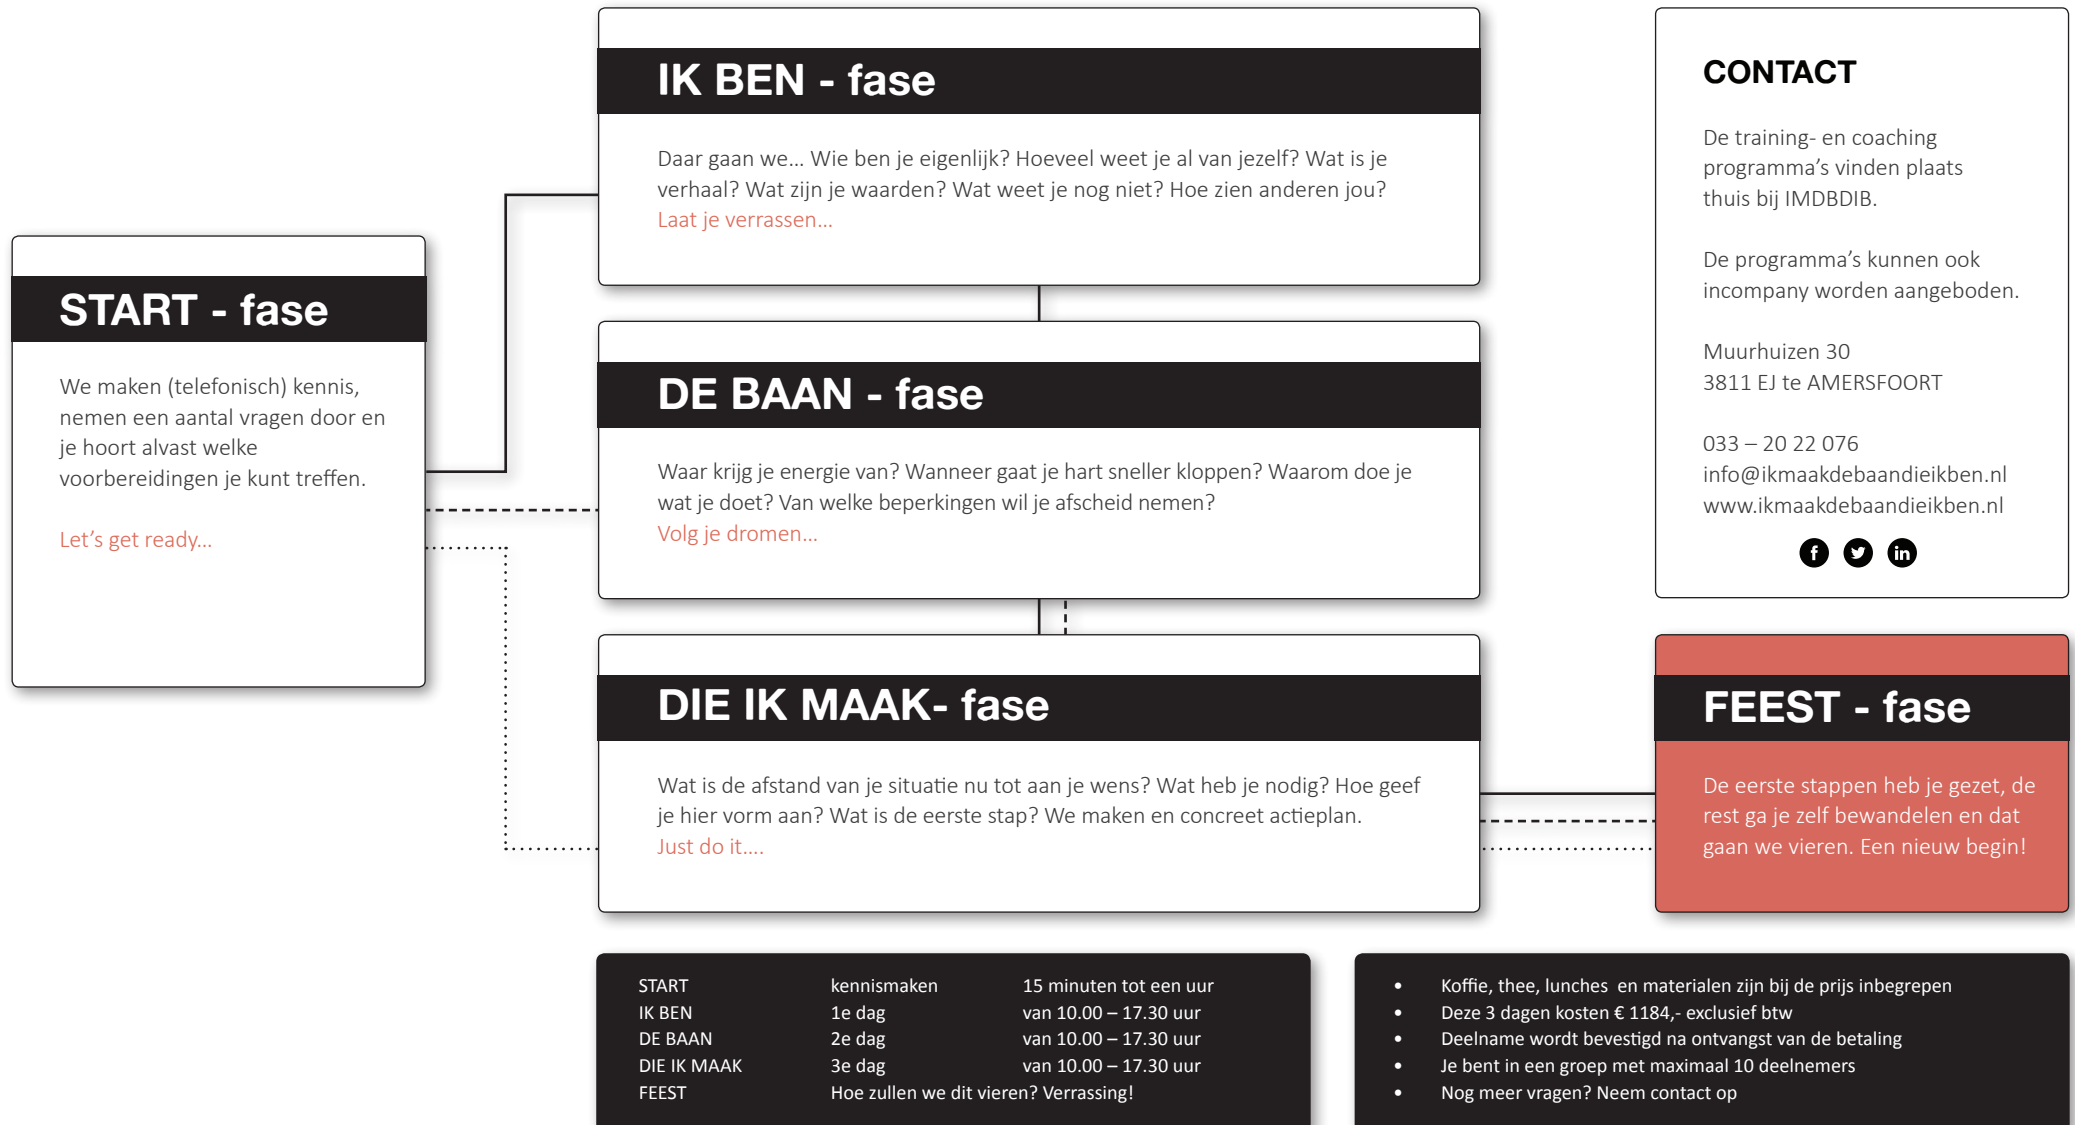 START - fase
We maken (telefonisch) kennis,
nemen een aantal vragen door en
je hoort alvast welke
voorbereidingen je kunt treffen.
Let’s get ready...
IK BEN - fase
Daar gaan we... Wie ben je eigenlijk? Hoeveel weet je al van jezelf? Wat is je
verhaal? Wat zijn je waarden? Wat weet je nog niet? Hoe zien anderen jou?
Laat je verrassen...
DE BAAN - fase
Waar krijg je energie van? Wanneer gaat je hart sneller kloppen? Waarom doe je
wat je doet? Van welke beperkingen wil je afscheid nemen?
Volg je dromen...
DIE IK MAAK- fase
Wat is de afstand van je situatie nu tot aan je wens? Wat heb je nodig? Hoe geef
je hier vorm aan? Wat is de eerste stap? We maken en concreet actieplan.
Just do it....
CONTACT
De training- en coaching
programma’s vinden plaats
thuis bij IMDBDIB.
De programma’s kunnen ook
incompany worden aangeboden.
Muurhuizen 30
3811 EJ te AMERSFOORT
033 – 20 22 076
info@ikmaakdebaandieikben.nl
www.ikmaakdebaandieikben.nl
FEEST - fase
De eerste stappen heb je gezet, de
rest ga je zelf bewandelen en dat
gaan we vieren. Een nieuw begin!
START kennismaken 15 minuten tot een uur
IK BEN 1e dag van 10.00 – 17.30 uur
DE BAAN 2e dag van 10.00 – 17.30 uur
DIE IK MAAK 3e dag van 10.00 – 17.30 uur
FEEST Hoe zullen we dit vieren? Verrassing!
• Koffie, thee, lunches en materialen zijn bij de prijs inbegrepen
• Deze 3 dagen kosten € 1184,- exclusief btw
• Deelname wordt bevestigd na ontvangst van de betaling
• Je bent in een groep met maximaal 10 deelnemers
• Nog meer vragen? Neem contact op